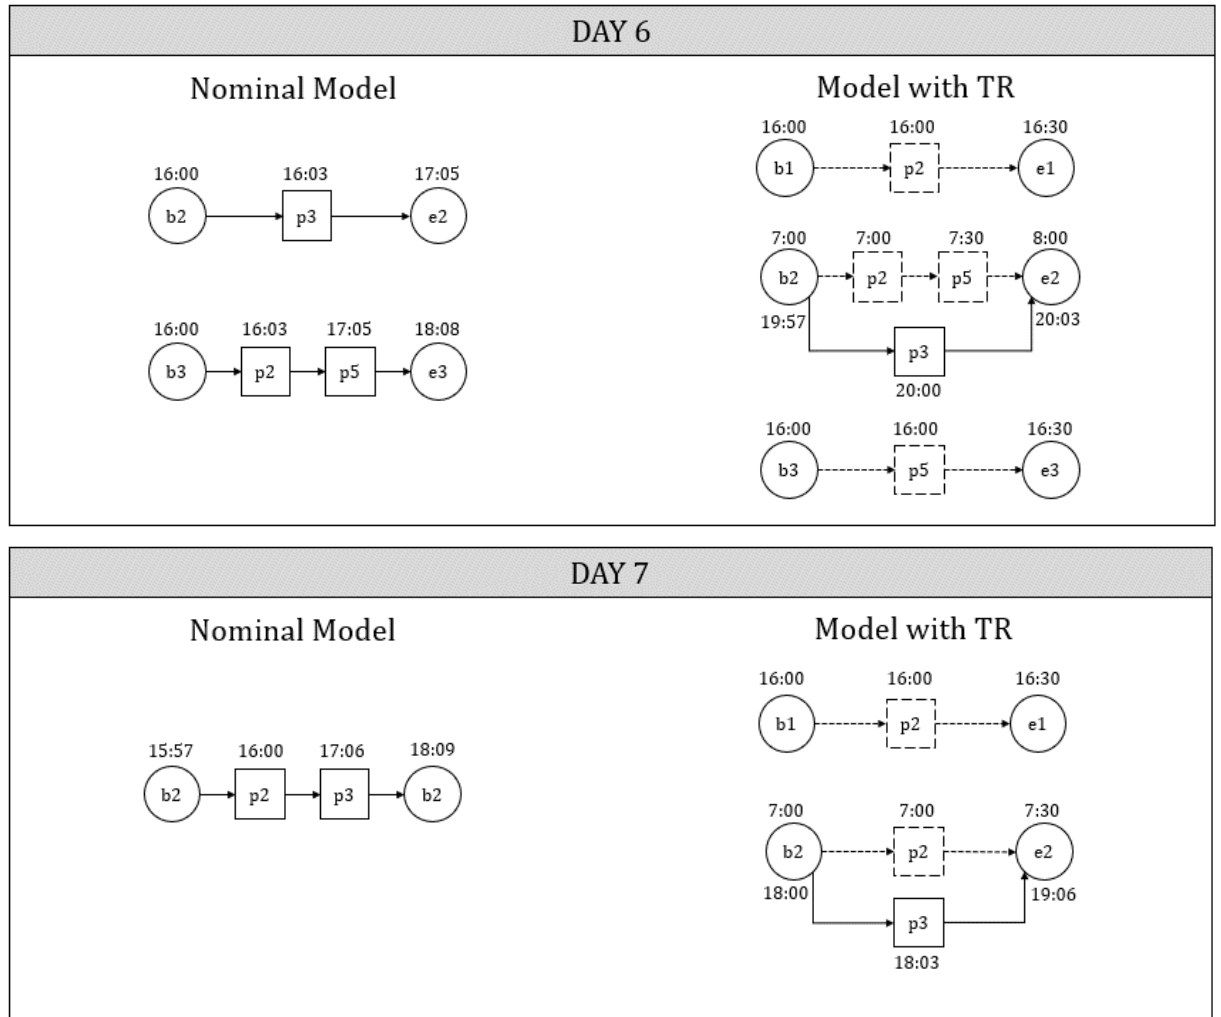 DAY 6
Nominal Model
16:00 16:03 17:05
b2 p3 e2
16:00 16:03 17:05 18:08
b3 p2 p5 e3
Model with TR
16:00 16:00 16:30
b1 p2 e1
7:00 7:00 7:30 8:00
b2 p2 p5 e2
19:57 20:03
p3
20:00
16:00 16:00 16:30
b3 p5 e3
DAY 7
Nominal Model
15:57 16:00 17:06 18:09
b2 p2 p3 b2
Model with TR
16:00 16:00 16:30
b1 p2 e1
7:00 7:00 7:30
b2 p2 e2
18:00 19:06
p3
18:03